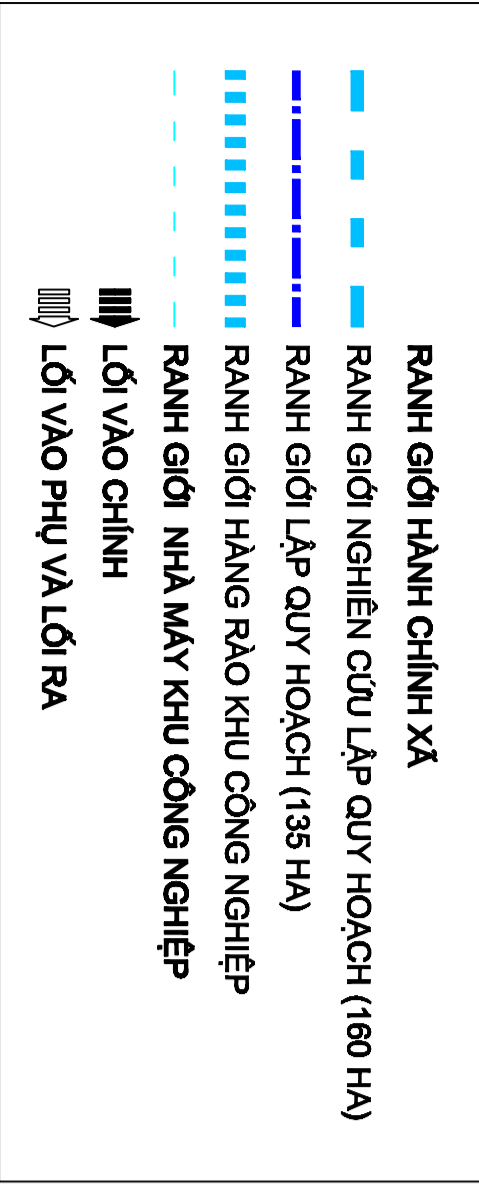 RANH GIỚI HÀNH CHÍNH XÃ
RANH GIỚI NGHIÊN CỨU LẬP QUY HOẠCH (160 HA)
RANH GIỚI LẬP QUY HOẠCH (135 HA)
RANH GIỚI HÀNG RÀO KHU CÔNG NGHIỆP
RANH GIỚI NHÀ MÁY KHU CÔNG NGHIỆP
LỐI VÀO CHÍNH
LỐI VÀO PHỤ VÀ LỐI RA